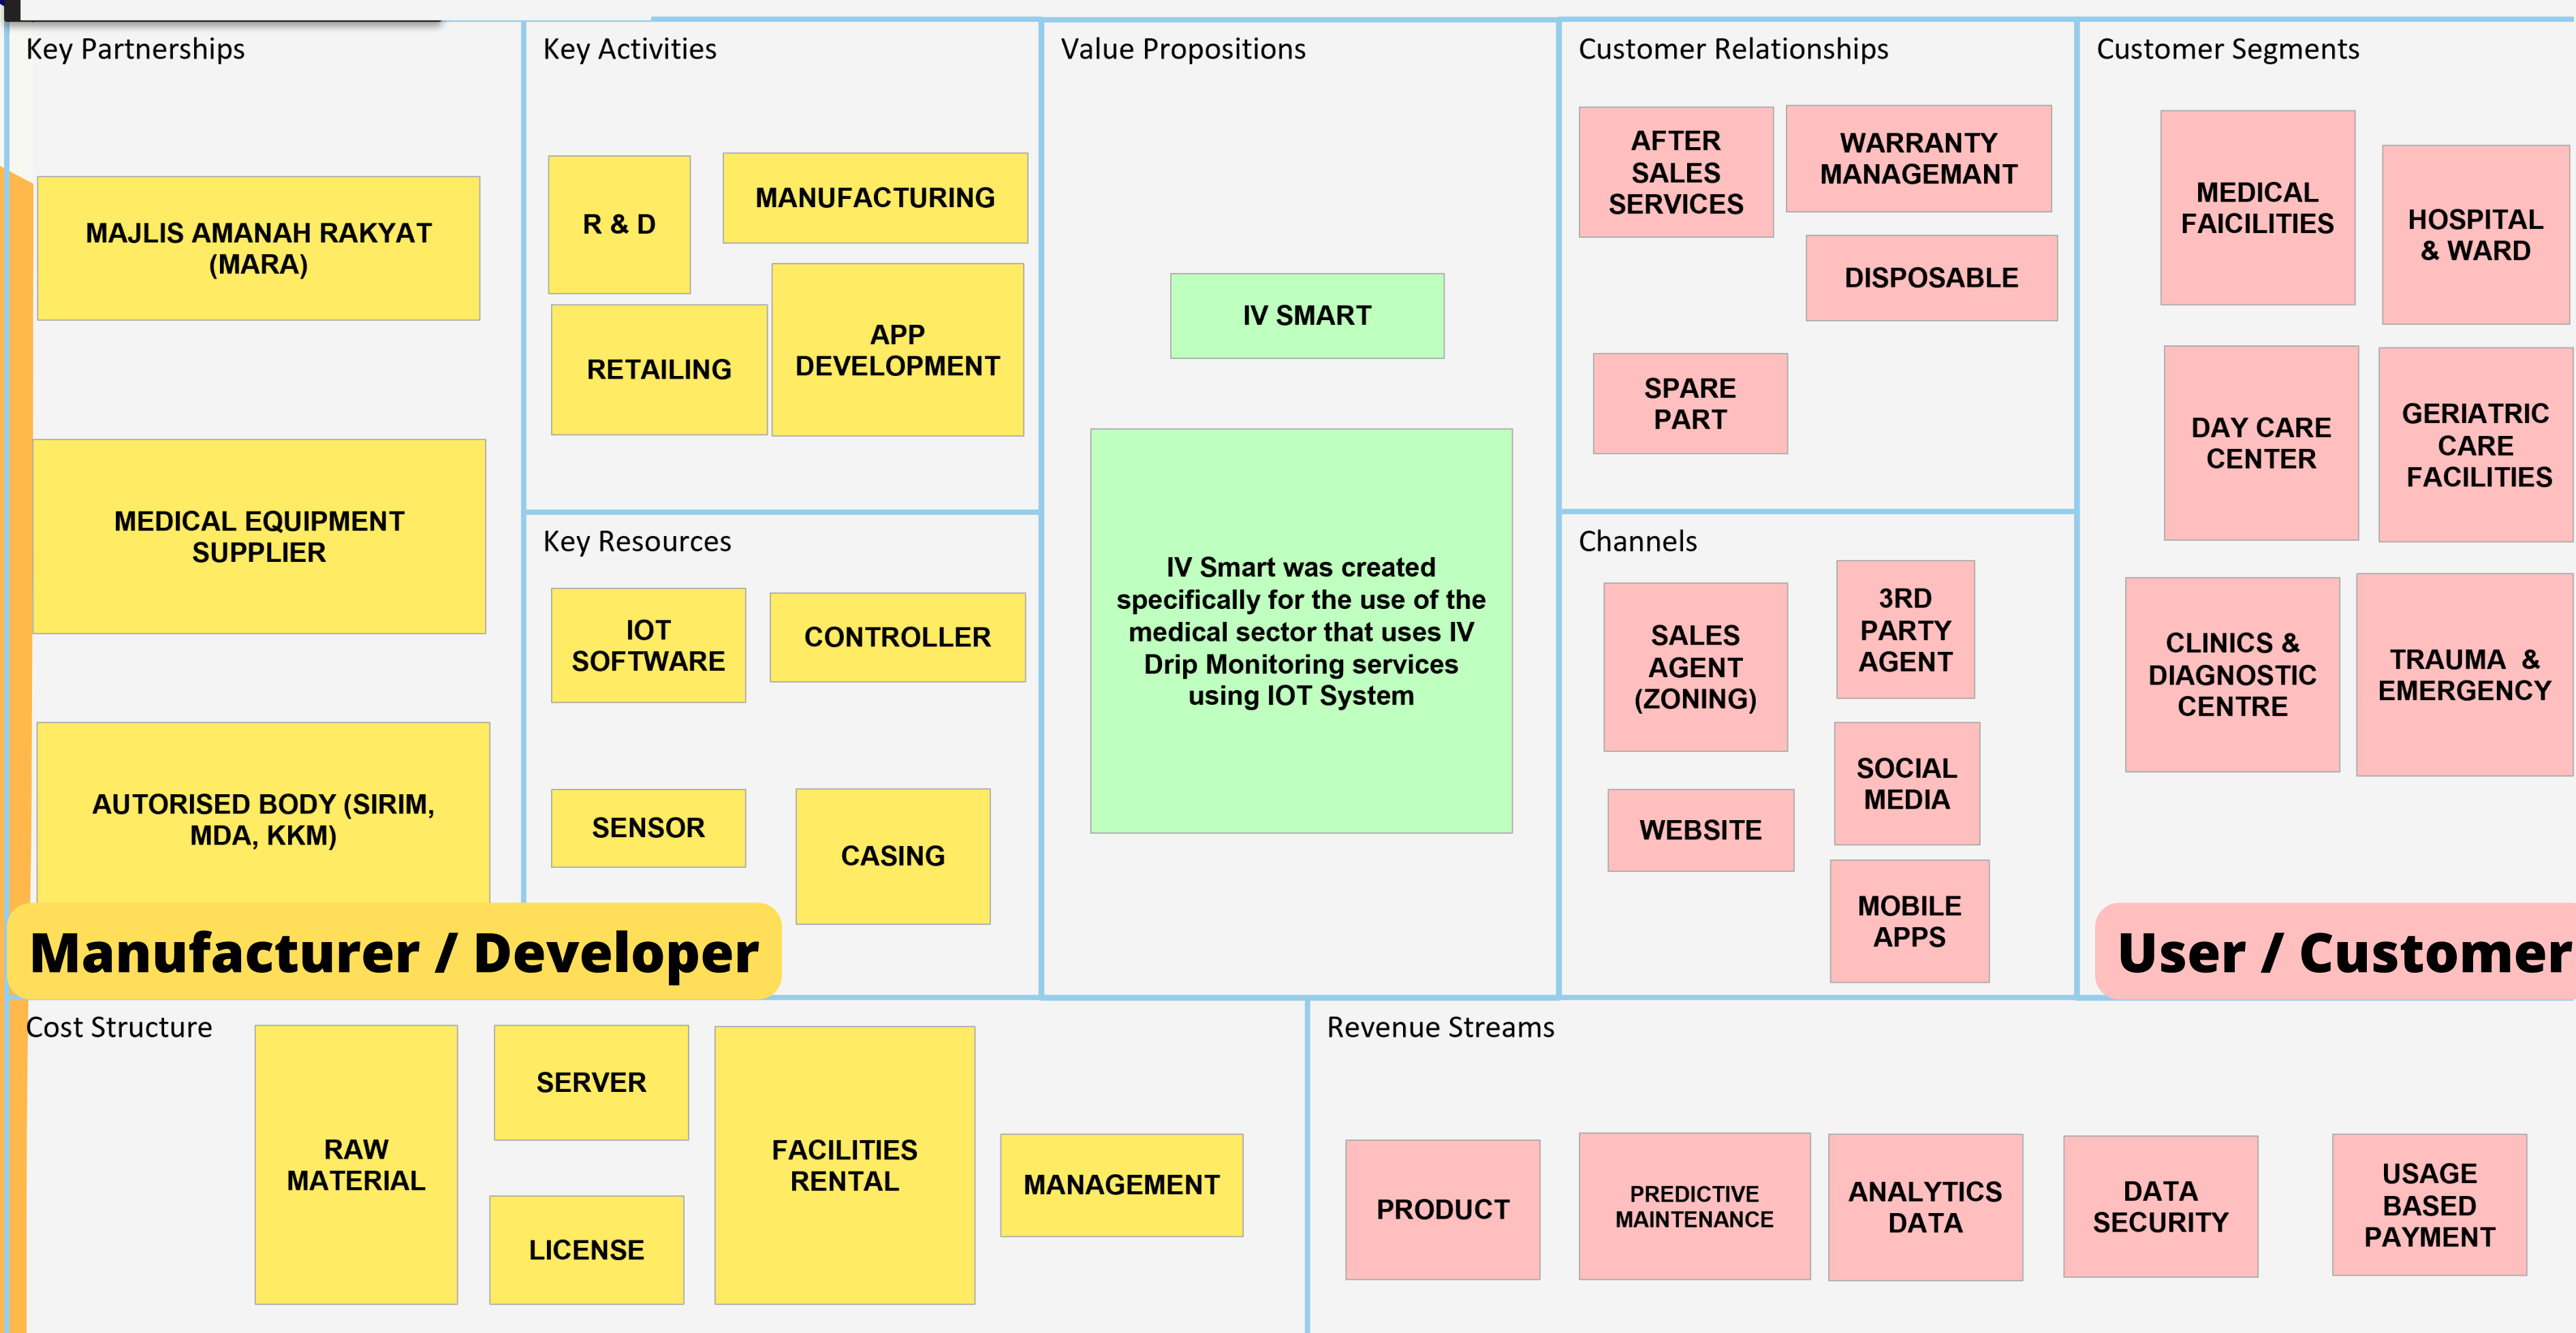 Key Partnerships
MAJLIS AMANAH RAKYAT
(MARA)
MEDICAL EQUIPMENT
SUPPLIER
AUTORISED BODY (SIRIM,
MDA, KKM)
Manufacturer / Developer
Key Activities
R & D
MANUFACTURING
RETAILING
APP
DEVELOPMENT
Key Resources
IOT
SOFTWARE
CONTROLLER
SENSOR
CASING
Value Propositions
IV SMART
IV Smart was created
specifically for the use of the
medical sector that uses IV
Drip Monitoring services
using IOT System
Customer Relationships
AFTER
SALES
SERVICES
WARRANTY
MANAGEMANT
DISPOSABLE
SPARE
PART
Channels
SALES
AGENT
(ZONING)
3RD
PARTY
AGENT
SOCIAL
MEDIA
WEBSITE
MOBILE
APPS
Customer Segments
MEDICAL
FAICILITIES
HOSPITAL
& WARD
DAY CARE
CENTER
GERIATRIC
CARE
FACILITIES
CLINICS &
DIAGNOSTIC
CENTRE
TRAUMA & 
EMERGENCY
User / Customer
Cost Structure
RAW
MATERIAL
SERVER
LICENSE
FACILITIES
RENTAL
MANAGEMENT
Revenue Streams
PRODUCT
PREDICTIVE
MAINTENANCE
ANALYTICS
DATA
DATA
SECURITY
USAGE
BASED
PAYMENT